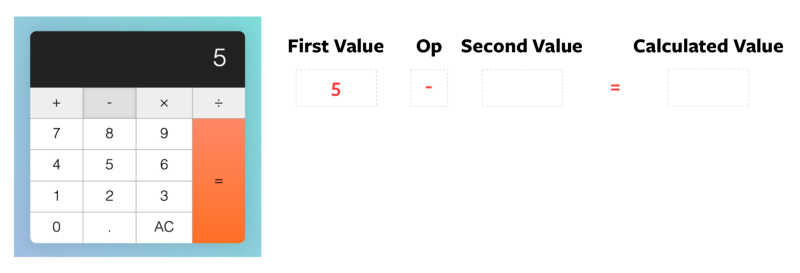 5
+ - × ÷
7 8 9
4 5 6
=
1 2 3
0 . AC
First Value Op Second Value Calculated Value
5 - =